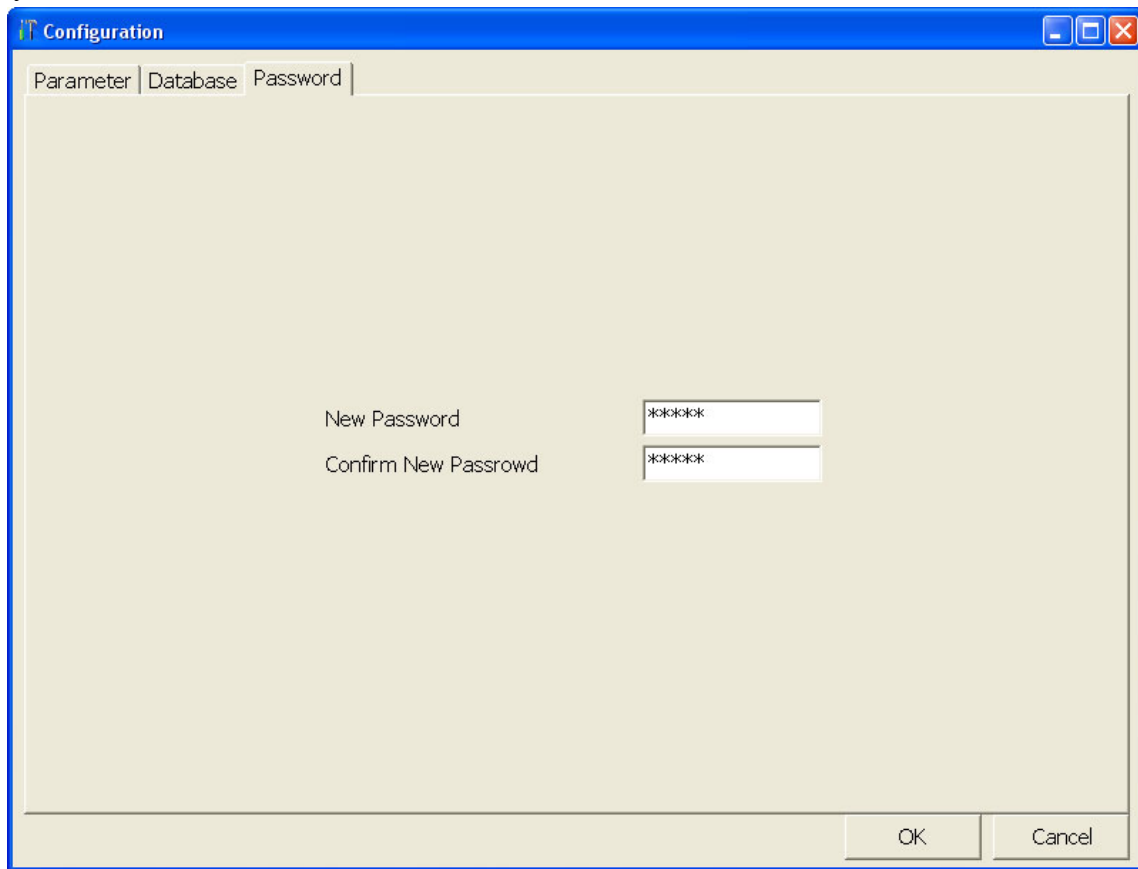 Configuration
Parameter Database Password
New Password *****
Confirm New Passrowd *****
OK Cancel